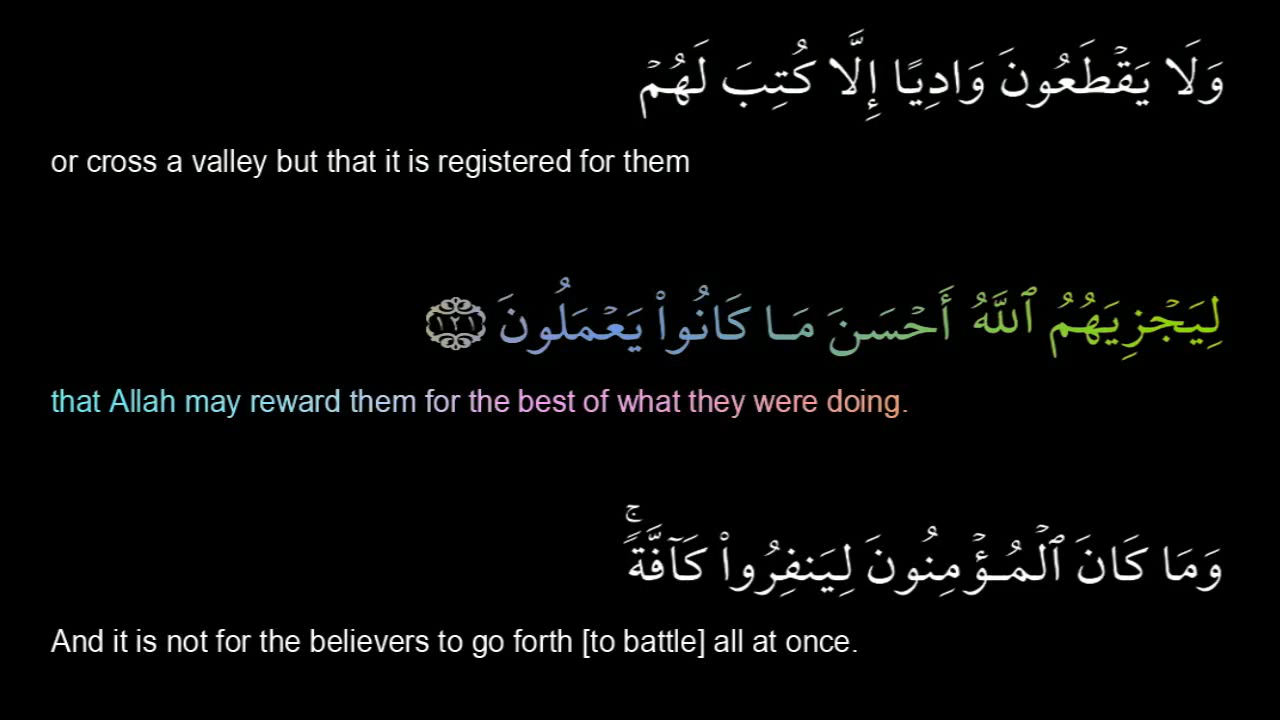 وَلَا يَقۡطَعُونَ وَادِيًا إِلَّا كُتِبَ لَهُمۡ
or cross a valley but that it is registered for them
لِيَجۡزِيَهُمُ ٱللَّهُ أَحۡسَنَ مَا كَانُواْ يَعۡمَلُونَ ١٢١
that Allah may reward them for the best of what they were doing.
وَمَا كَانَ ٱلۡمُؤۡمِنُونَ لِيَنفِرُواْ كَآفَّةٗۚ
And it is not for the believers to go forth [to battle] all at once.